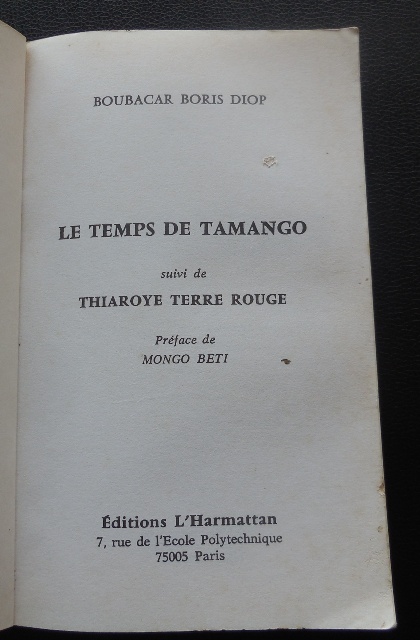 BOUBACAR BORIS DIOP
LE TEMPS DE TAMANGO
suivi de
THIAROYE TERRE ROUGE
Préface de
MONGO BETI
Éditions L'Harmattan
7, rue de l'Ecole Polytechnique
75005 Paris